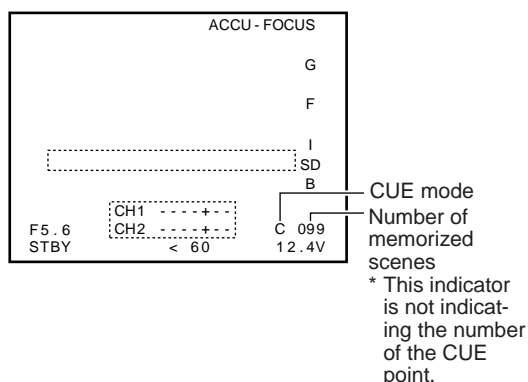 ACCU - FOCUS
G
F
I
SD
B
CH1 - - - - + - -
CH2 - - - - + - -
F5.6
C 099
STBY
< 60
12.4V
CUE mode
Number of
memorized
scenes
* This indicator
is not indicat-
ing the number
of the CUE
point.